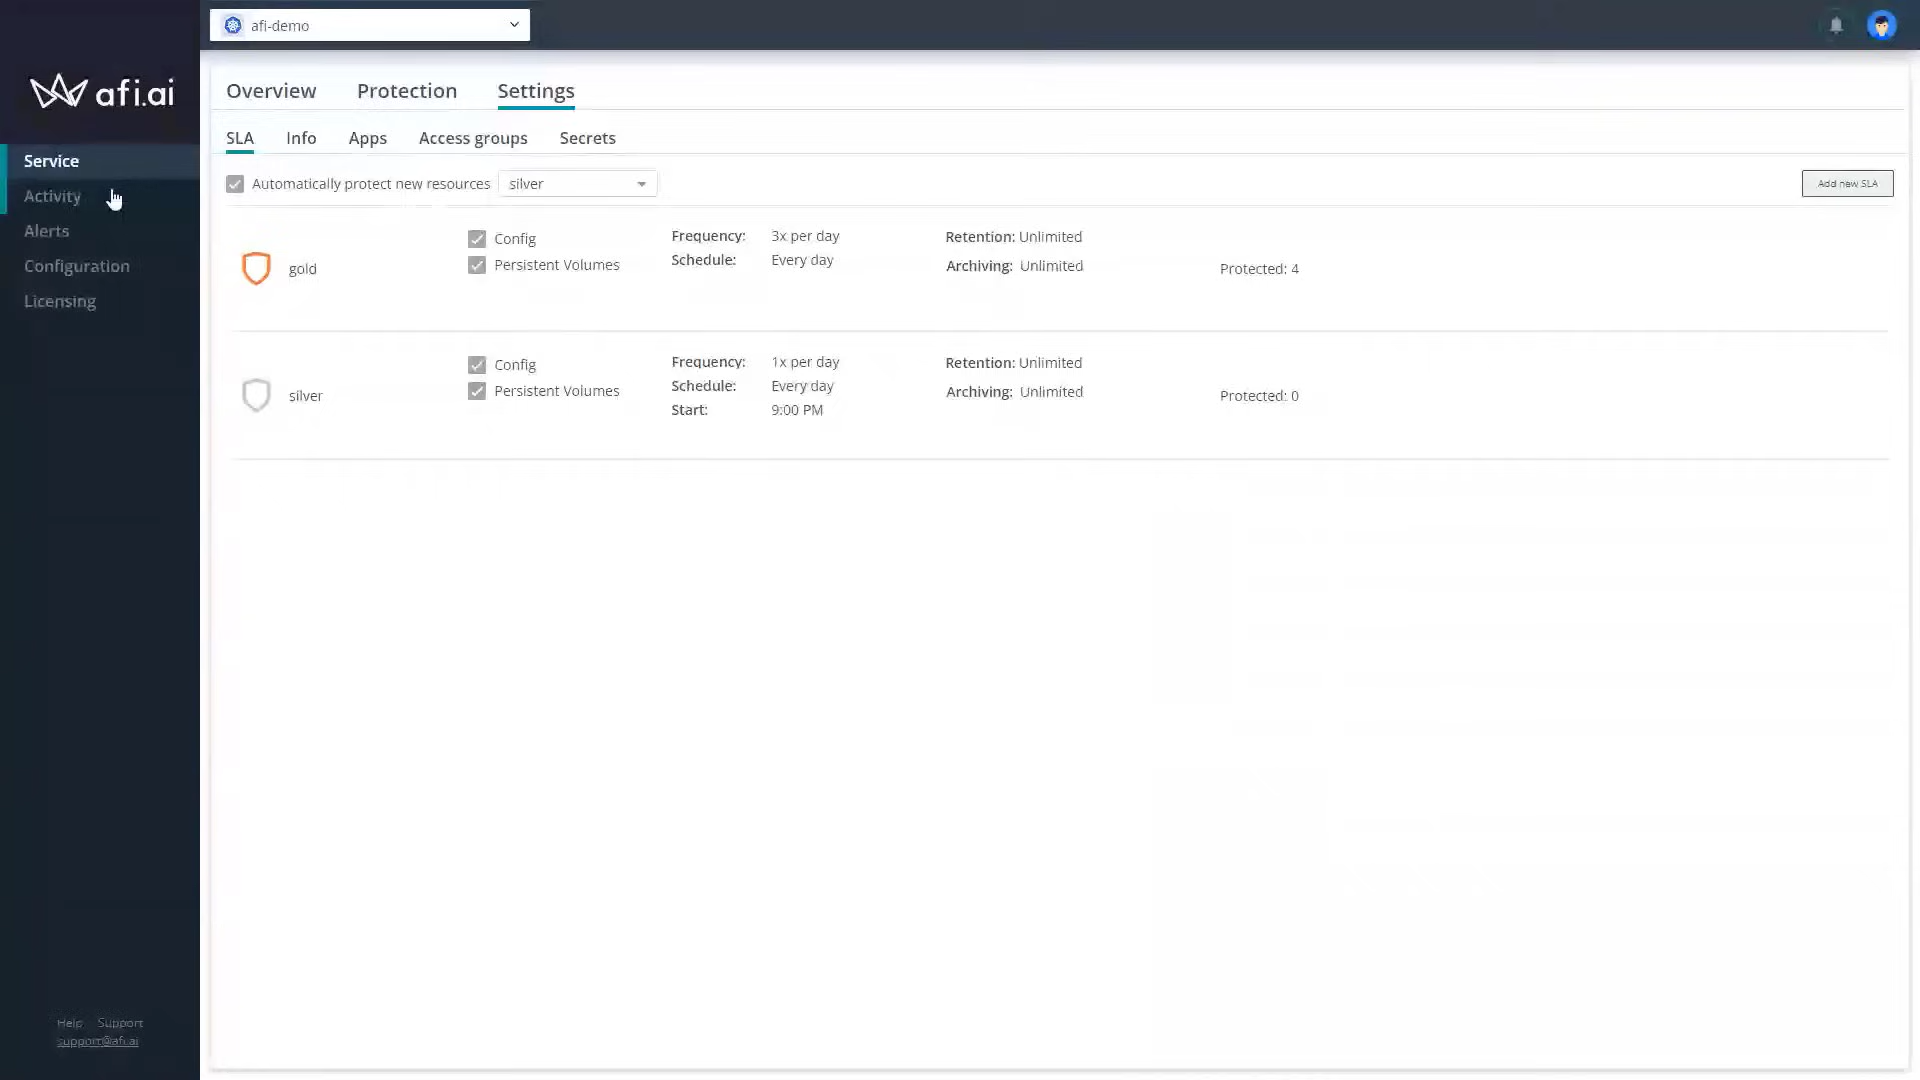 afi-demo
afi.ai
Overview Protection Settings
SLA Info Apps Access groups Secrets
Service
Activity
Alerts
Configuration
Licensing
Automatically protect new resources silver Add new SLA
gold
Config
Persistent Volumes
Frequency: 3x per day
Schedule: Every day
Retention: Unlimited
Archiving: Unlimited
Protected: 4
silver
Config
Persistent Volumes
Frequency: 1x per day
Schedule: Every day
Start: 9:00 PM
Retention: Unlimited
Archiving: Unlimited
Protected: 0
Help Support
support@afi.ai